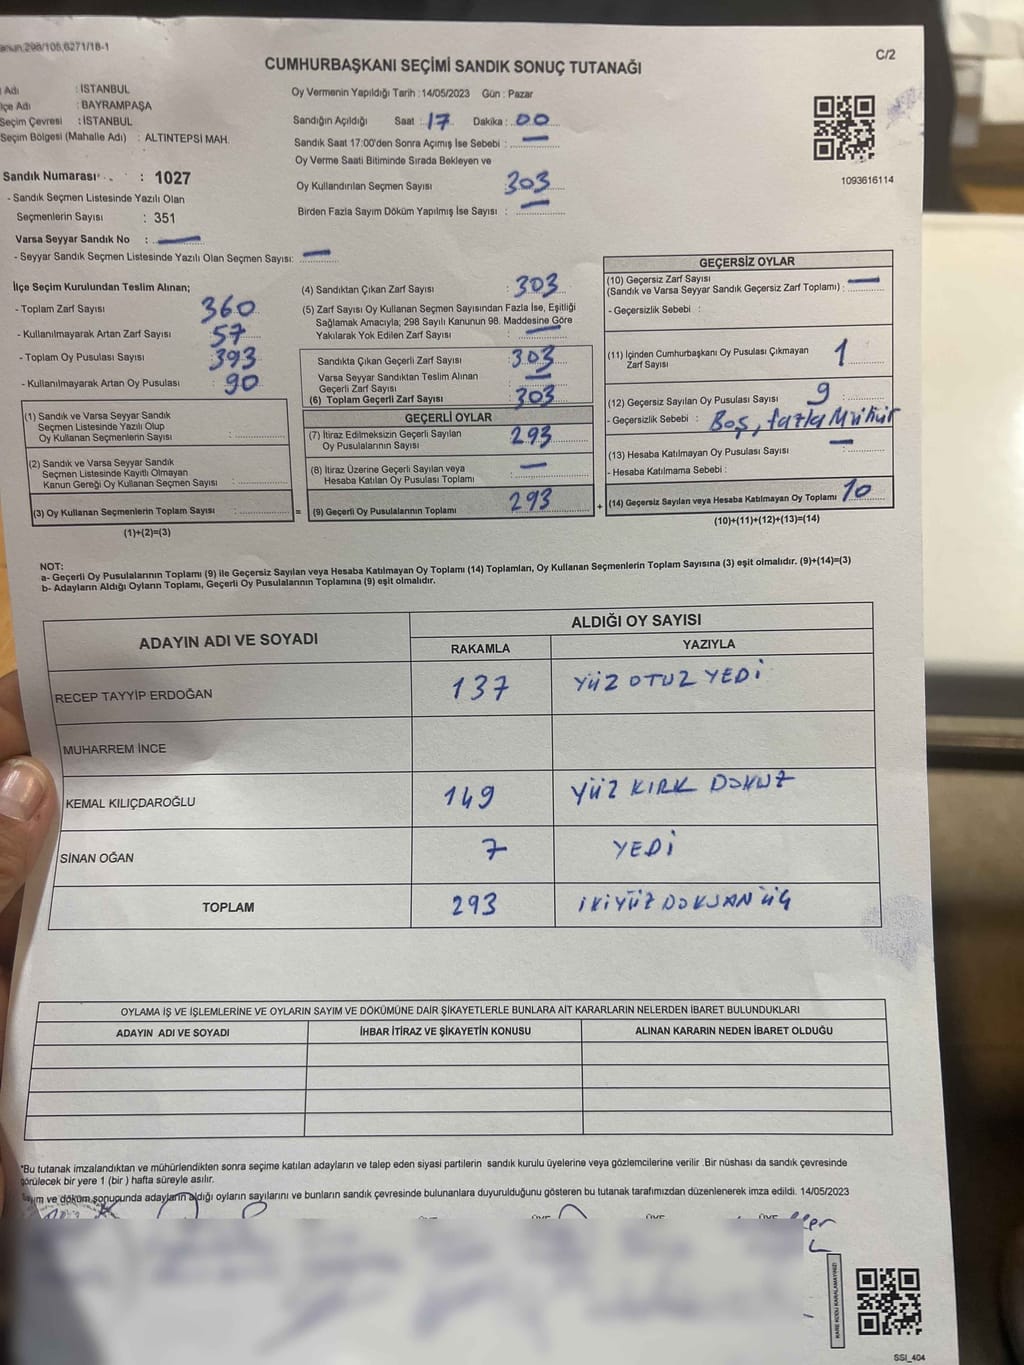 anun,298/105,6271/18-1
C/2
CUMHURBAŞKANI SEÇİMİ SANDIK SONUÇ TUTANAĞI
Adı : İSTANBUL
lçe Adı : BAYRAMPAŞA
Seçim Çevresi : İSTANBUL
Seçim Bölgesi (Mahalle Adı) : ALTINTEPSİ MAH.
Oy Vermenin Yapıldığı Tarih :14/05/2023 Gün : Pazar
Sandığın Açıldığı Saat : 17 Dakika : 00
Sandık Saat 17:00'den Sonra Açımış İse Sebebi : —
Oy Verme Saati Bitiminde Sırada Bekleyen ve
Oy Kullandırılan Seçmen Sayısı 303
Birden Fazla Sayım Döküm Yapılmış İse Sayısı : —
1093616114
Sandık Numarası : 1027
- Sandık Seçmen Listesinde Yazılı Olan
Seçmenlerin Sayısı : 351
Varsa Seyyar Sandık No : —
- Seyyar Sandık Seçmen Listesinde Yazılı Olan Seçmen Sayısı: —
İlçe Seçim Kurulundan Teslim Alınan;
- Toplam Zarf Sayısı 360
- Kullanılmayarak Artan Zarf Sayısı 57
- Toplam Oy Pusulası Sayısı 393
- Kullanılmayarak Artan Oy Pusulası 90
(1) Sandık ve Varsa Seyyar Sandık
Seçmen Listesinde Yazılı Olup
Oy Kullanan Seçmenlerin Sayısı :
(2) Sandık ve Varsa Seyyar Sandık
Seçmen Listesinde Kayıtlı Olmayan
Kanun Gereği Oy Kullanan Seçmen Sayısı :
(3) Oy Kullanan Seçmenlerin Toplam Sayısı :
(1)+(2)=(3)
=
(4) Sandıktan Çıkan Zarf Sayısı : 303
(5) Zarf Sayısı Oy Kullanan Seçmen Sayısından Fazla İse, Eşitliği
Sağlamak Amacıyla; 298 Sayılı Kanunun 98. Maddesine Göre
Yakılarak Yok Edilen Zarf Sayısı : —
Sandıkta Çıkan Geçerli Zarf Sayısı : 303
Varsa Seyyar Sandıktan Teslim Alınan
Geçerli Zarf Sayısı : —
(6) Toplam Geçerli Zarf Sayısı : 303
GEÇERLİ OYLAR
(7) İtiraz Edilmeksizin Geçerli Sayılan
Oy Pusulalarının Sayısı : 293
(8) İtiraz Üzerine Geçerli Sayılan veya
Hesaba Katılan Oy Pusulası Toplamı : —
(9) Geçerli Oy Pusulalarının Toplamı : 293
+
GEÇERSİZ OYLAR
(10) Geçersiz Zarf Sayısı
(Sandık ve Varsa Seyyar Sandık Geçersiz Zarf Toplamı) : —
- Geçersizlik Sebebi :
(11) İçinden Cumhurbaşkanı Oy Pusulası Çıkmayan
Zarf Sayısı : 1
(12) Geçersiz Sayılan Oy Pusulası Sayısı : 9
- Geçersizlik Sebebi : Boş, fazla Mühür
(13) Hesaba Katılmayan Oy Pusulası Sayısı : —
- Hesaba Katılmama Sebebi :
(14) Geçersiz Sayılan veya Hesaba Katılmayan Oy Toplamı : 10
(10)+(11)+(12)+(13)=(14)
NOT:
a- Geçerli Oy Pusulalarının Toplamı (9) ile Geçersiz Sayılan veya Hesaba Katılmayan Oy Toplamı (14) Toplamları, Oy Kullanan Seçmenlerin Toplam Sayısına (3) eşit olmalıdır. (9)+(14)=(3)
b- Adayların Aldığı Oyların Toplamı, Geçerli Oy Pusulalarının Toplamına (9) eşit olmalıdır.
ADAYIN ADI VE SOYADI ALDIĞI OY SAYISI
RAKAMLA YAZIYLA
RECEP TAYYİP ERDOĞAN 137 YÜZ OTUZ YEDİ
MUHARREM İNCE
KEMAL KILIÇDAROĞLU 149 YÜZ KIRK DOKUZ
SİNAN OĞAN 7 YEDİ
TOPLAM 293 İKİYÜZ DOKSAN ÜÇ
OYLAMA İŞ VE İŞLEMLERİNE VE OYLARIN SAYIM VE DÖKÜMÜNE DAİR ŞİKAYETLERLE BUNLARA AİT KARARLARIN NELERDEN İBARET BULUNDUKLARI
ADAYIN ADI VE SOYADI İHBAR İTİRAZ VE ŞİKAYETİN KONUSU ALINAN KARARIN NEDEN İBARET OLDUĞU
*Bu tutanak imzalandıktan ve mühürlendikten sonra seçime katılan adayların ve talep eden siyasi partilerin sandık kurulu üyelerine veya gözlemcilerine verilir .Bir nüshası da sandık çevresinde
görülecek bir yere 1 (bir ) hafta süreyle asılır.
ve döküm sonucunda adayların aldığı oyların sayılarını ve bunların sandık çevresinde bulunanlara duyurulduğunu gösteren bu tutanak tarafımızdan düzenlenerek imza edildi. 14/05/2023
KARE KODU KARALAMAYINIZ!
SSİ_404